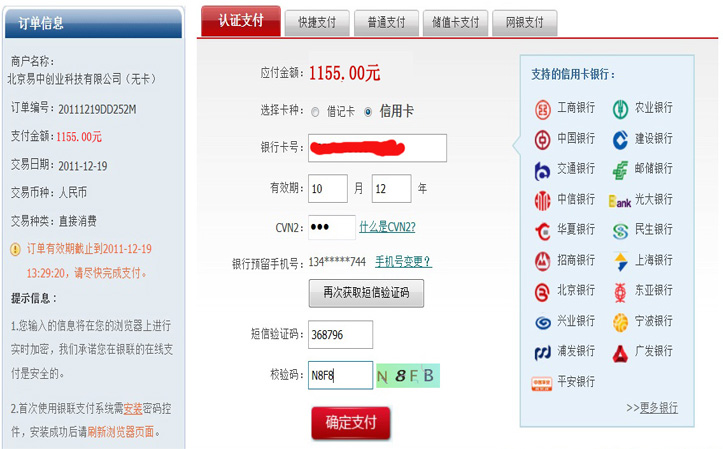 订单信息
商户名称：
北京易中创业科技有限公司（无卡）
订单编号：20111219DD252M
支付金额：1155.00元
交易日期：2011-12-19
交易币种：人民币
交易种类：直接消费
订单有效期截止到2011-12-19
13:29:20，请尽快完成支付。
提示信息：
1.您输入的信息将在您的浏览器上进行
实时加密，我们承诺您在银联的在线支
付是安全的。
2.首次使用银联支付系统需安装密码控
件，安装成功后请刷新浏览器页面。
认证支付 快捷支付 普通支付 储值卡支付 网银支付
应付金额：1155.00元
选择卡种： 借记卡 信用卡
银行卡号：
有效期： 10 月 12 年
CVN2： ●●● 什么是CVN2?
银行预留手机号：134*****744 手机号变更？
再次获取短信验证码
短信验证码： 368796
校验码： N8F8 N8FB
确定支付
支持的信用卡银行：
工商银行 农业银行
中国银行 建设银行
交通银行 邮储银行
中信银行 Bank 光大银行
华夏银行 民生银行
招商银行 上海银行
北京银行 东亚银行
兴业银行 宁波银行
浦发银行 广发银行
平安银行
>>更多银行